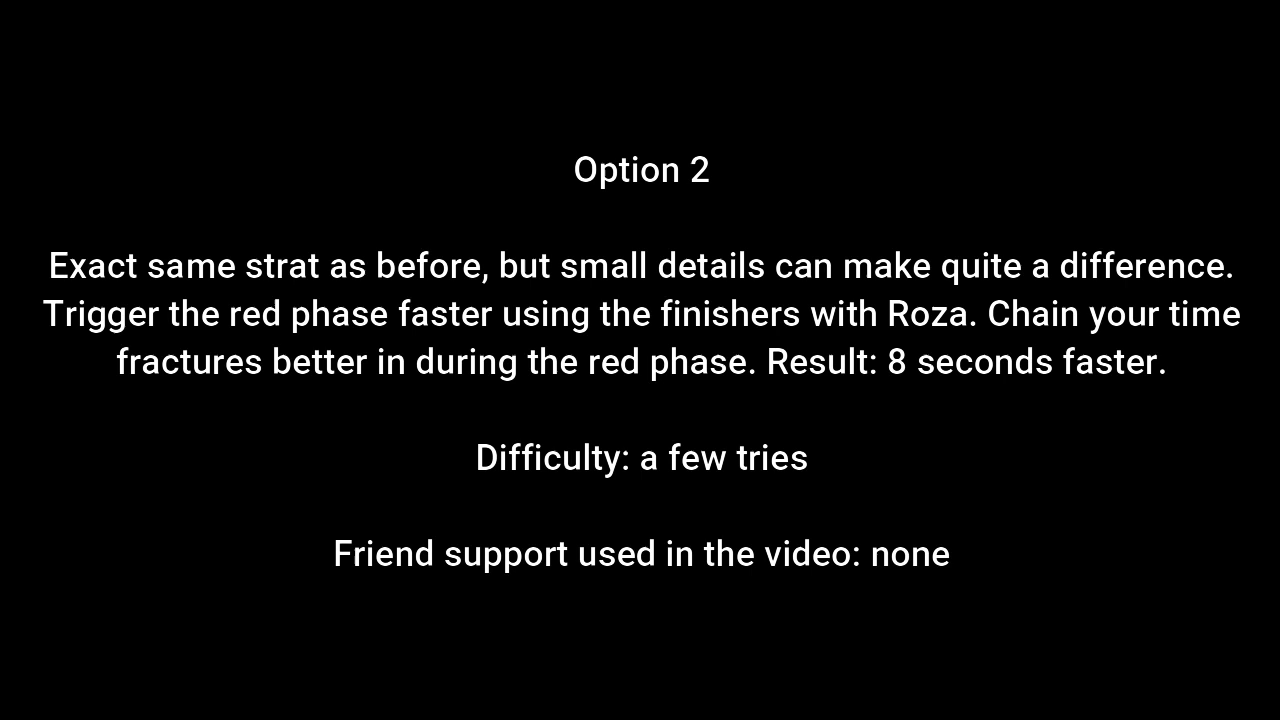 Option 2
Exact same strat as before, but small details can make quite a difference.
Trigger the red phase faster using the finishers with Roza. Chain your time
fractures better in during the red phase. Result: 8 seconds faster.
Difficulty: a few tries
Friend support used in the video: none